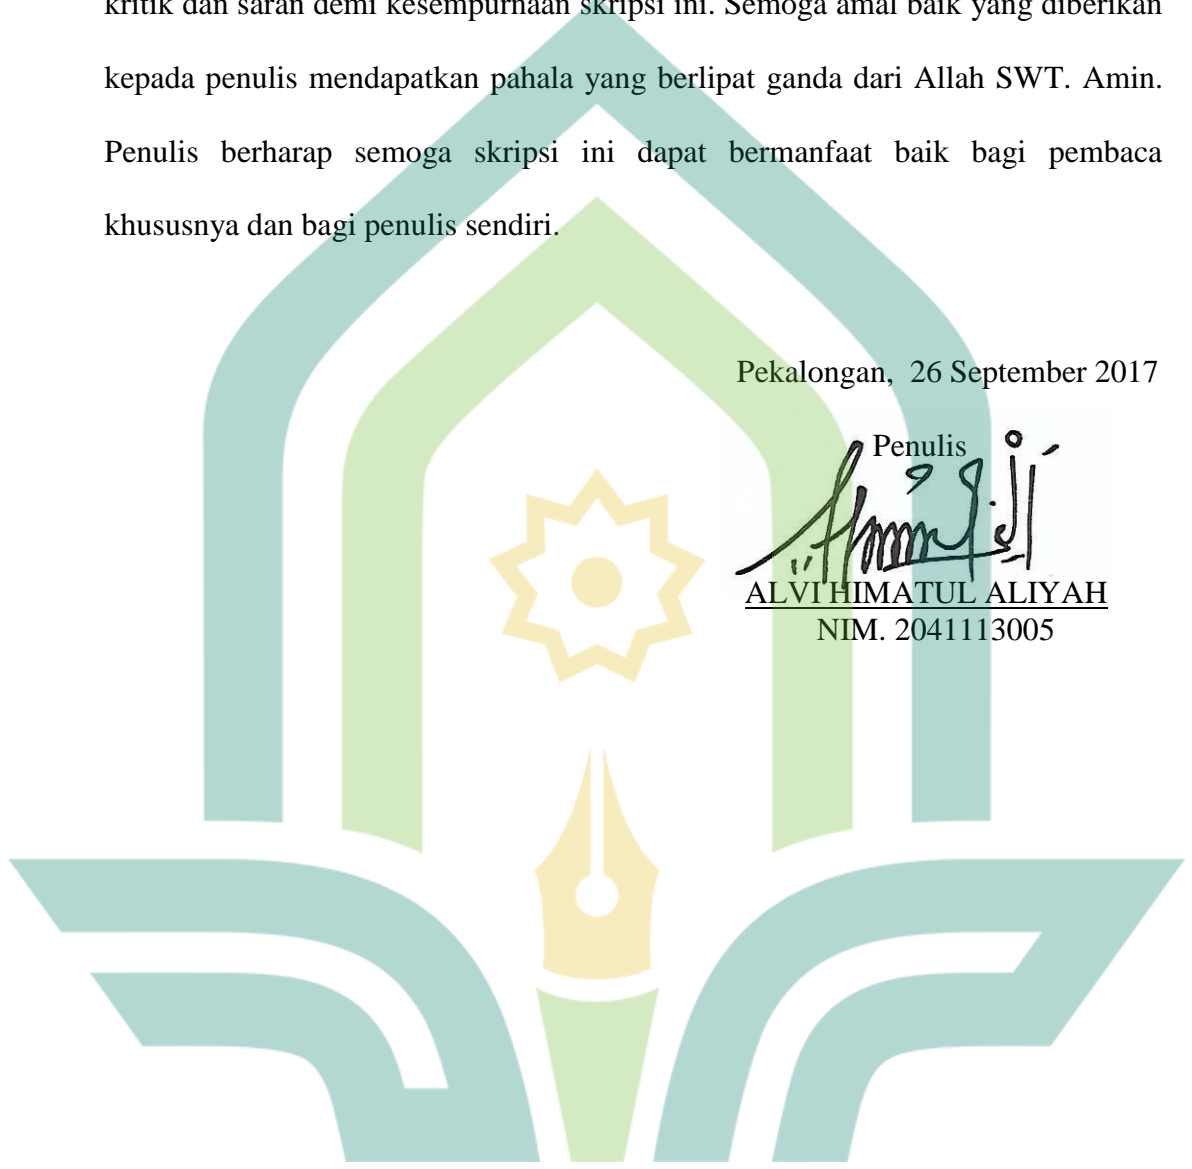 kritik dan saran demi kesempurnaan skripsi ini. Semoga amal baik yang diberikan
kepada penulis mendapatkan pahala yang berlipat ganda dari Allah SWT. Amin.
Penulis berharap semoga skripsi ini dapat bermanfaat baik bagi pembaca
khususnya dan bagi penulis sendiri.
Pekalongan, 26 September 2017
Penulis
ALVI HIMATUL ALIYAH
NIM. 2041113005